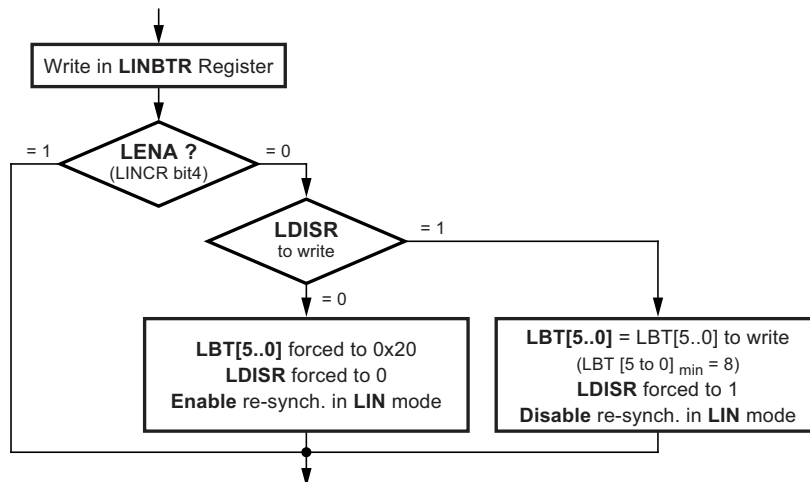 Write in LINBTR Register
LENA ?
(LINCR bit4)
= 1
= 0
LDISR
to write
= 1
= 0
LBT[5..0] forced to 0x20
LDISR forced to 0
Enable re-synch. in LIN mode
LBT[5..0] = LBT[5..0] to write
(LBT [5 to 0] min = 8)
LDISR forced to 1
Disable re-synch. in LIN mode